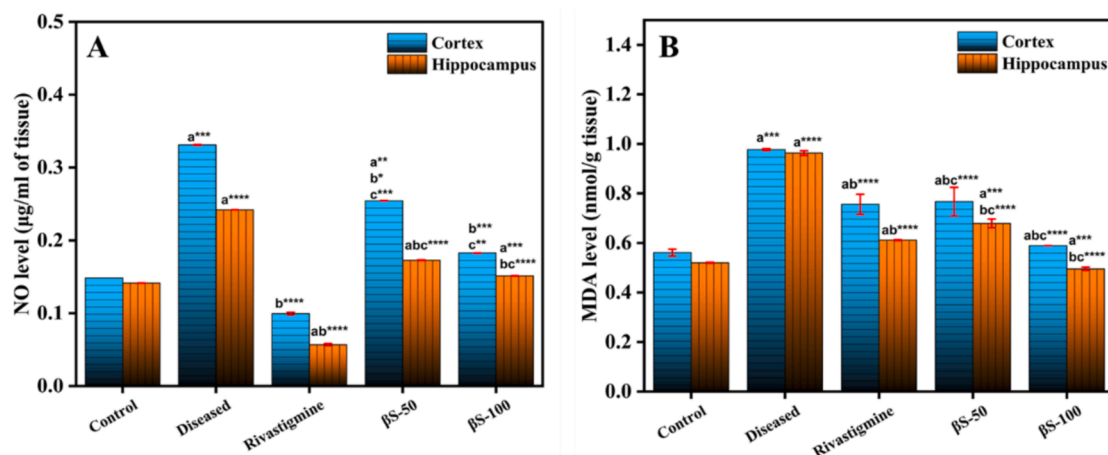 A
Cortex
Hippocampus
NO level (µg/ml of tissue)
0.5
0.4
0.3
0.2
0.1
0.0
a***
a****
b****
ab****
a**
b*
c***
abc****
b***
c**
a***
bc****
Control
Diseased
Rivastigmine
βS-50
βS-100
B
Cortex
Hippocampus
MDA level (nmol/g tissue)
1.4
1.2
1.0
0.8
0.6
0.4
0.2
0.0
a***
a****
ab****
ab****
abc****
a***
bc****
abc****
a***
bc****
Control
Diseased
Rivastigmine
βS-50
βS-100